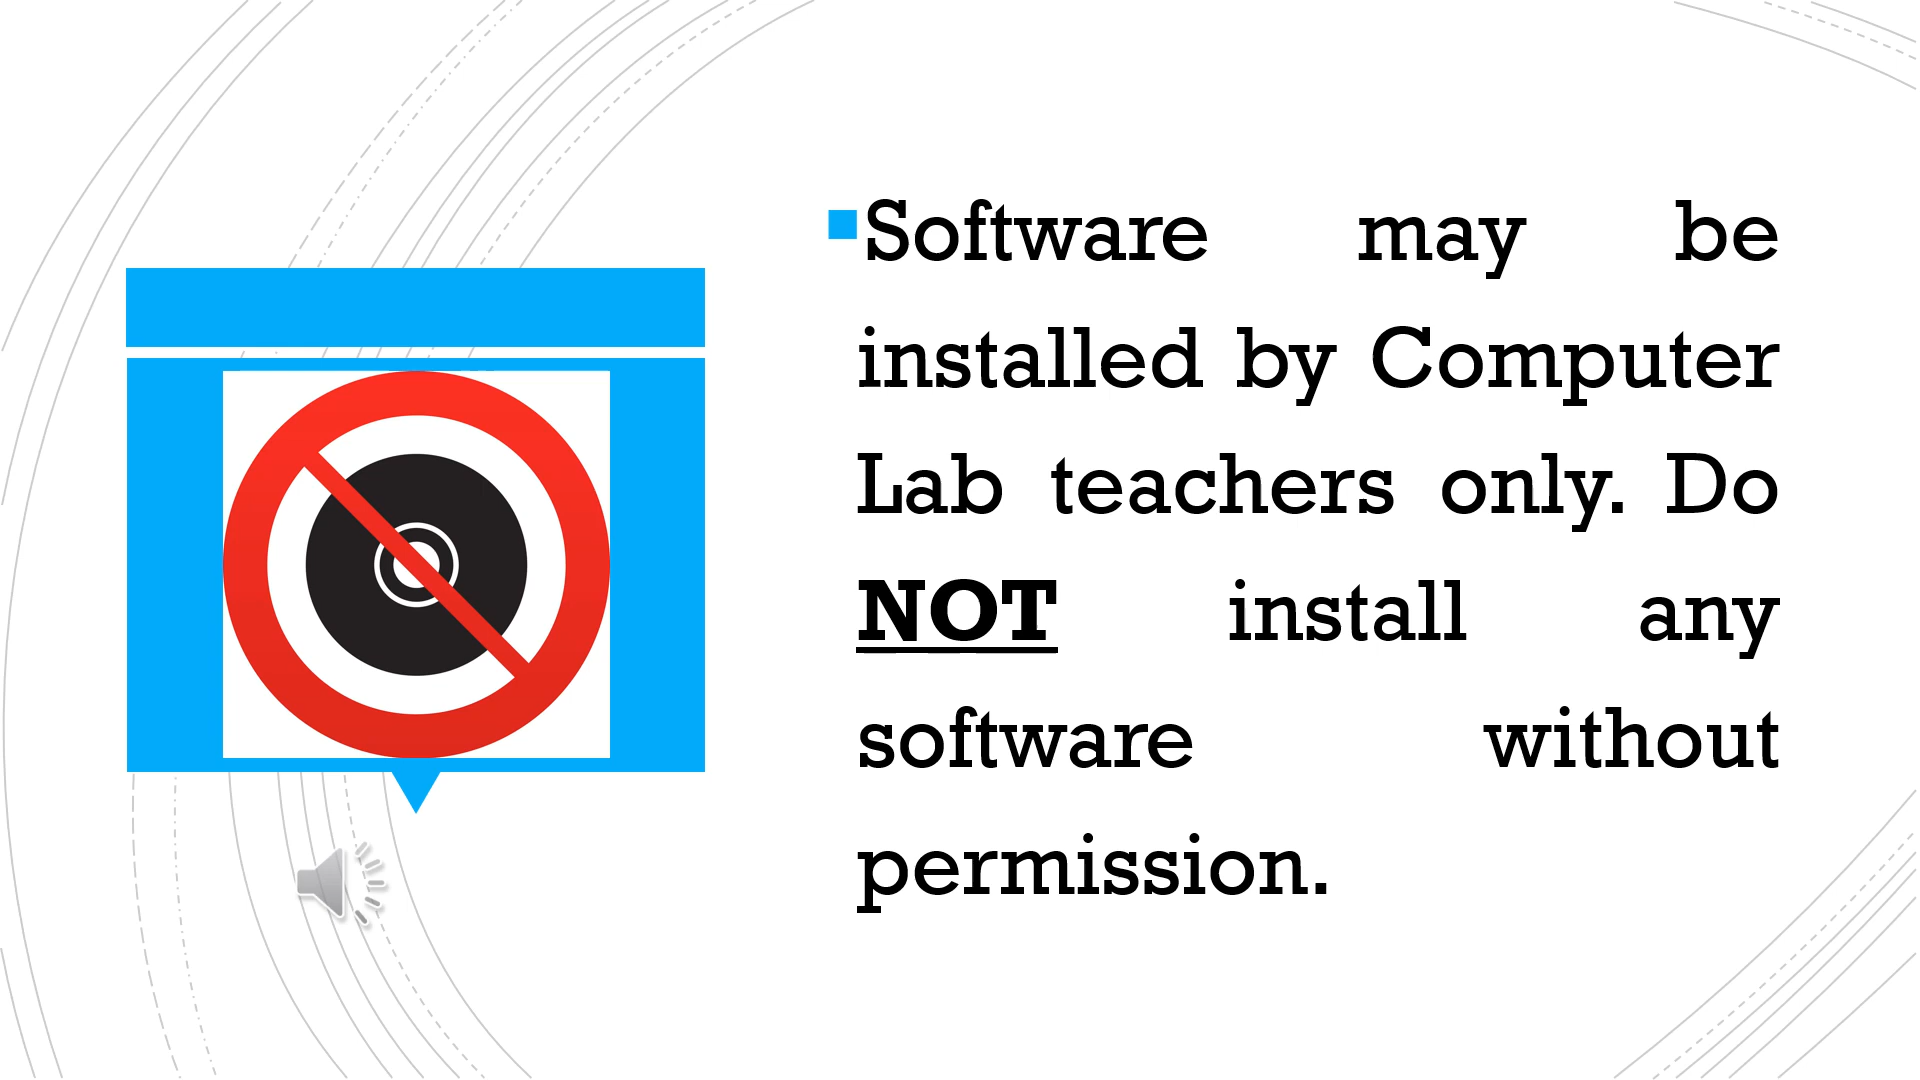 Software may be
installed by Computer
Lab teachers only. Do
NOT install any
software without
permission.